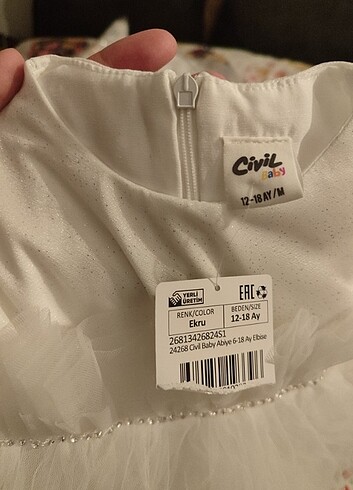 Civil
Baby
12-18 AY/M
YERLİ
ÜRETİM
EAC
RENK/COLOR
Ekru
BEDEN/SIZE
12-18 Ay
26813426824S1
24268 Civil Baby Abiye 6-18 Ay Elbise